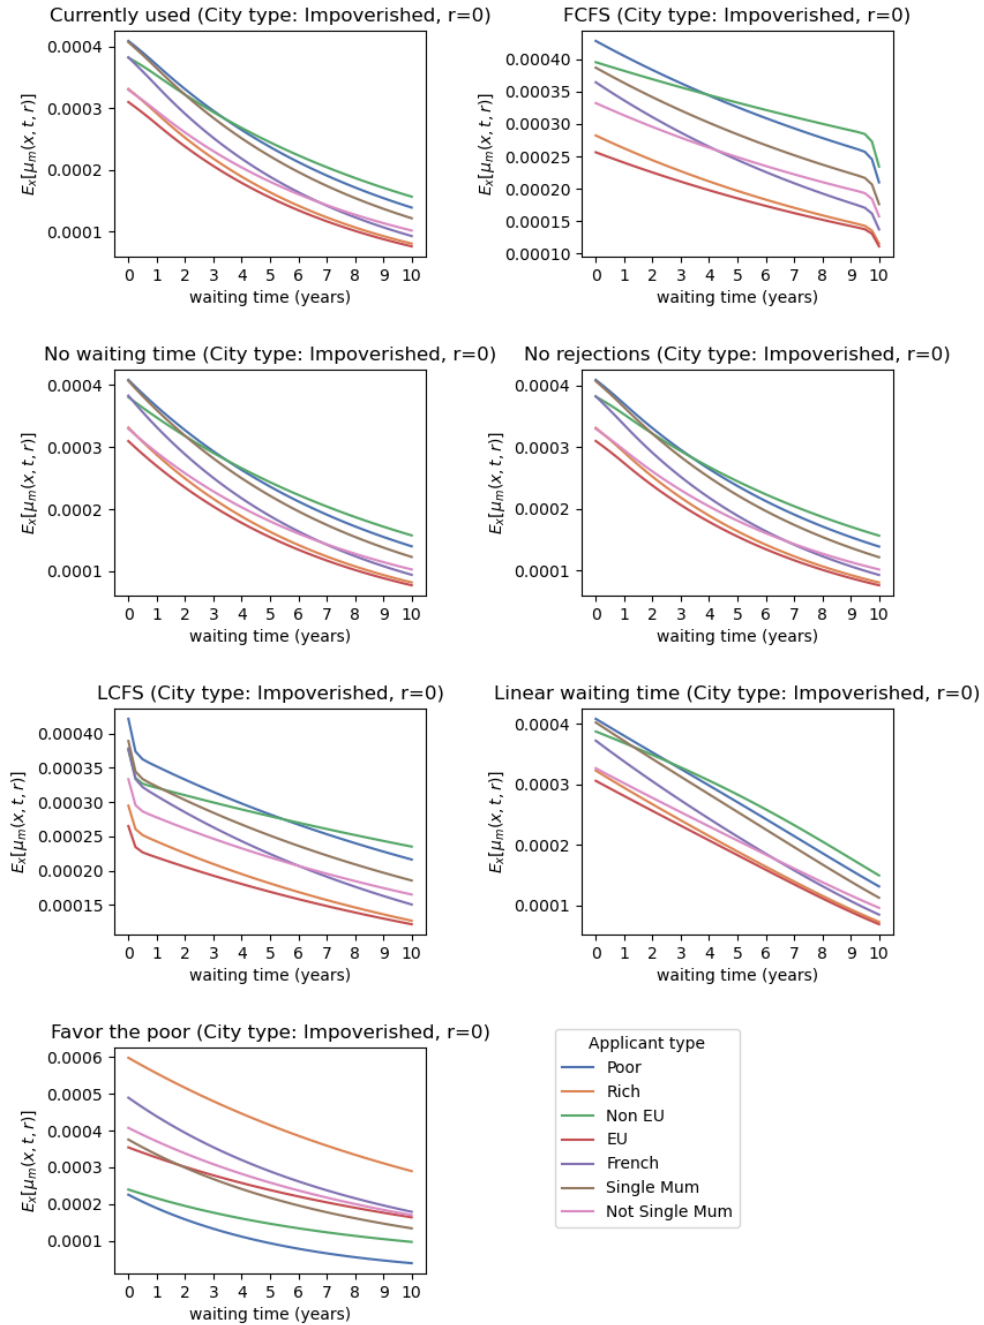 Currently used (City type: Impoverished, r=0)
0.0004
0.0003
0.0002
0.0001
E_x[μ_m(x, t, r)]
0 1 2 3 4 5 6 7 8 9 10
waiting time (years)
FCFS (City type: Impoverished, r=0)
0.00040
0.00035
0.00030
0.00025
0.00020
0.00015
0.00010
E_x[μ_m(x, t, r)]
0 1 2 3 4 5 6 7 8 9 10
waiting time (years)
No waiting time (City type: Impoverished, r=0)
0.0004
0.0003
0.0002
0.0001
E_x[μ_m(x, t, r)]
0 1 2 3 4 5 6 7 8 9 10
waiting time (years)
No rejections (City type: Impoverished, r=0)
0.0004
0.0003
0.0002
0.0001
E_x[μ_m(x, t, r)]
0 1 2 3 4 5 6 7 8 9 10
waiting time (years)
LCFS (City type: Impoverished, r=0)
0.00040
0.00035
0.00030
0.00025
0.00020
0.00015
E_x[μ_m(x, t, r)]
0 1 2 3 4 5 6 7 8 9 10
waiting time (years)
Linear waiting time (City type: Impoverished, r=0)
0.0004
0.0003
0.0002
0.0001
E_x[μ_m(x, t, r)]
0 1 2 3 4 5 6 7 8 9 10
waiting time (years)
Favor the poor (City type: Impoverished, r=0)
0.0006
0.0005
0.0004
0.0003
0.0002
0.0001
E_x[μ_m(x, t, r)]
0 1 2 3 4 5 6 7 8 9 10
waiting time (years)
Applicant type
Poor
Rich
Non EU
EU
French
Single Mum
Not Single Mum